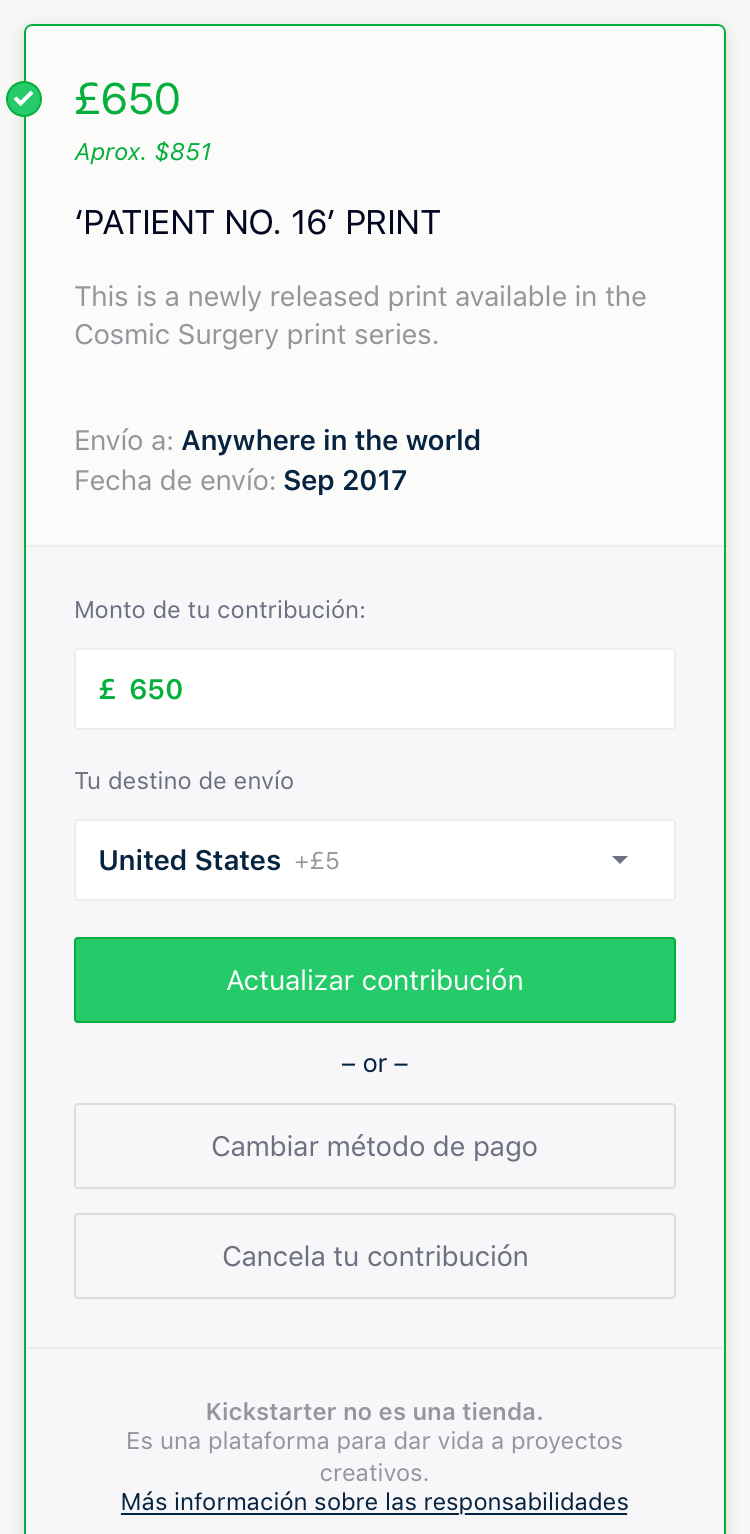 £650
Aprox. $851
‘PATIENT NO. 16’ PRINT
This is a newly released print available in the
Cosmic Surgery print series.
Envío a: Anywhere in the world
Fecha de envío: Sep 2017
Monto de tu contribución:
£ 650
Tu destino de envío
United States +£5
Actualizar contribución
– or –
Cambiar método de pago
Cancela tu contribución
Kickstarter no es una tienda.
Es una plataforma para dar vida a proyectos
creativos.
Más información sobre las responsabilidades